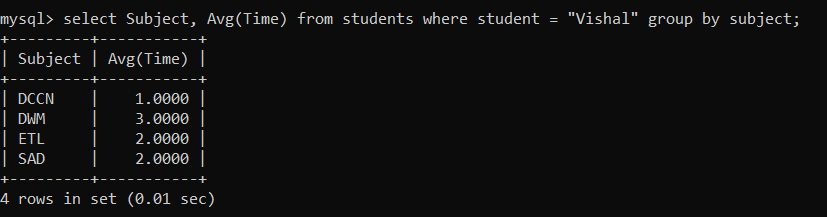 mysql> select Subject, Avg(Time) from students where student = "Vishal" group by subject;
+---------+-----------+
| Subject | Avg(Time) |
+---------+-----------+
| DCCN    |    1.0000 |
| DWM     |    3.0000 |
| ETL     |    2.0000 |
| SAD     |    2.0000 |
+---------+-----------+
4 rows in set (0.01 sec)